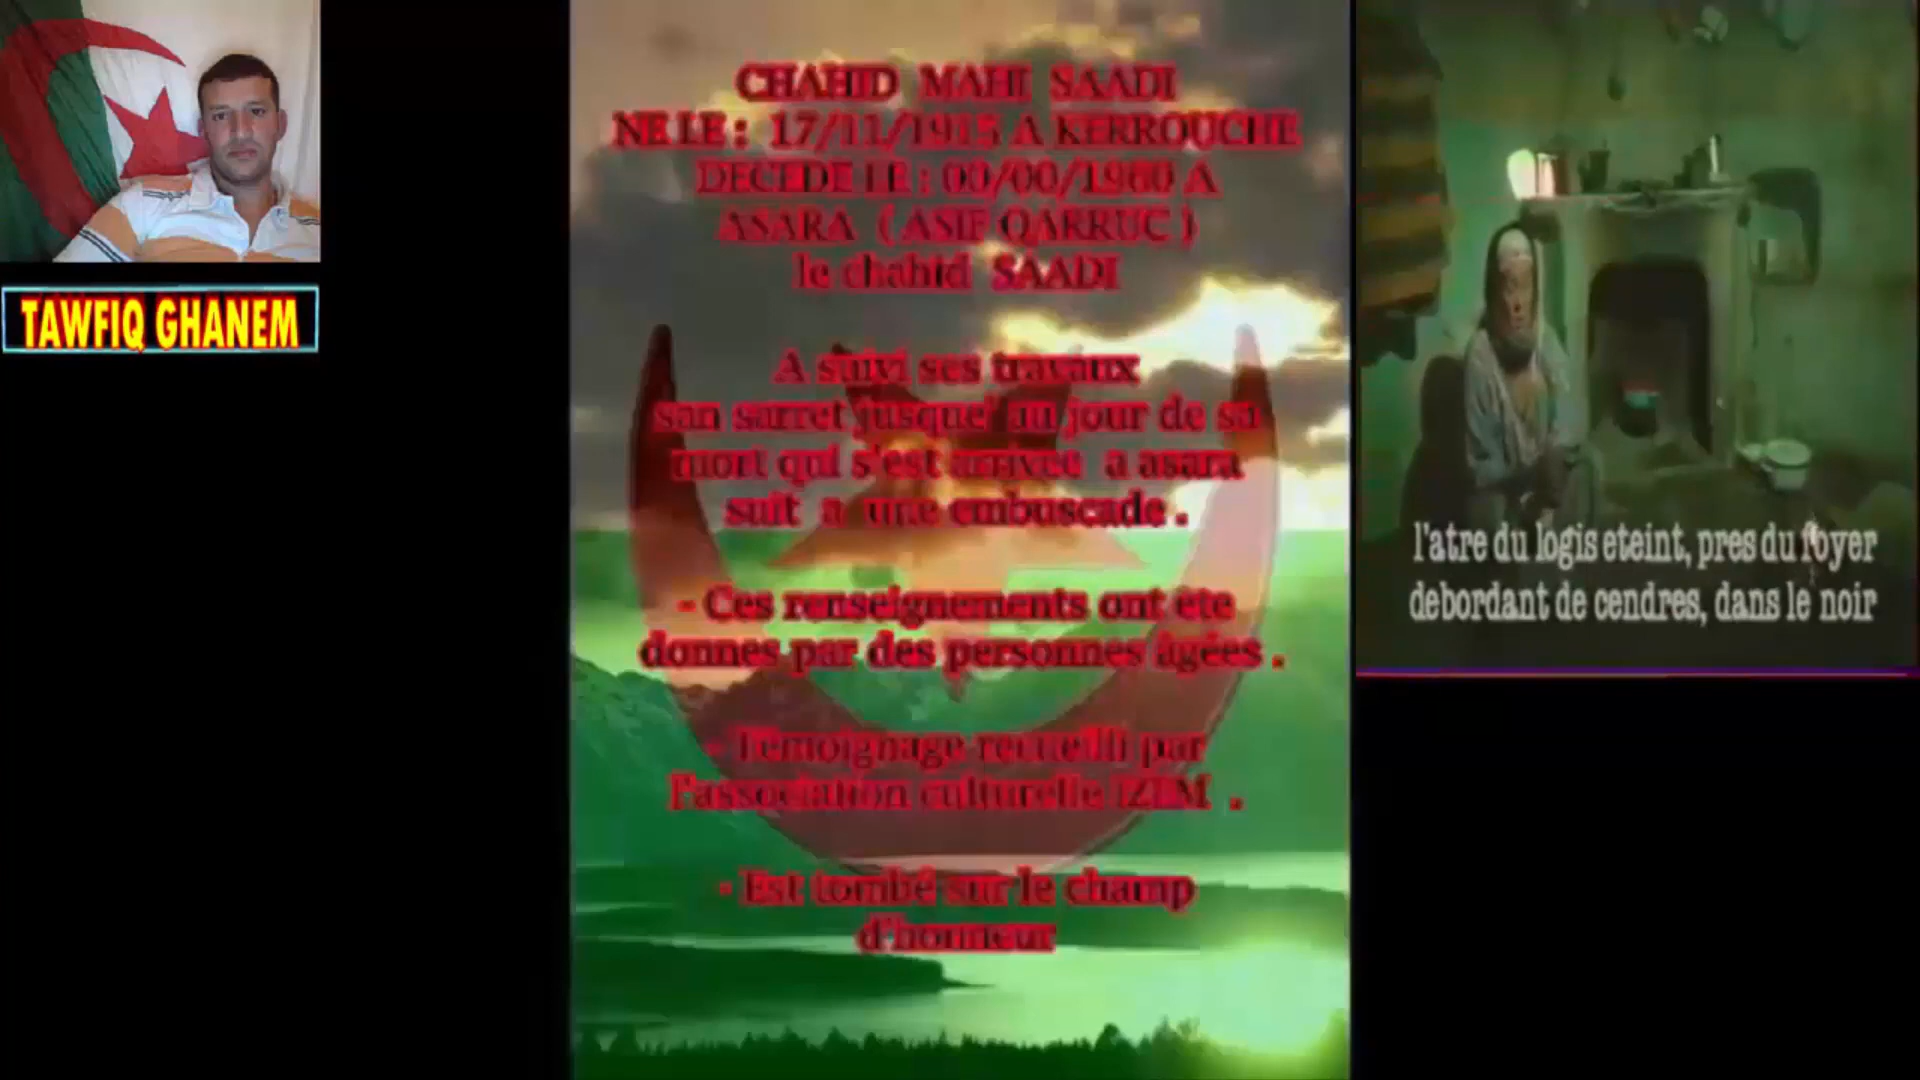 TAWFIQ GHANEM
CHAHID MAHI SAADI
NE LE : 17/11/1915 A KERROUCHE
DECEDE LE : 00/00/1960 A
ASARA ( ASIF QARRUC )
le chahid SAADI
A suivi ses travaux
san sarret jusque' au jour de sa
mort qui s'est arrivee a asara
suit a une embuscade .
- Ces renseignements ont ete
donnes par des personnes âgées .
- Temoignage recueilli par
l'association culturelle IZEM .
- Est tombé sur le champ
d'honneur
l'atre du logis eteint, pres du foyer
debordant de cendres, dans le noir